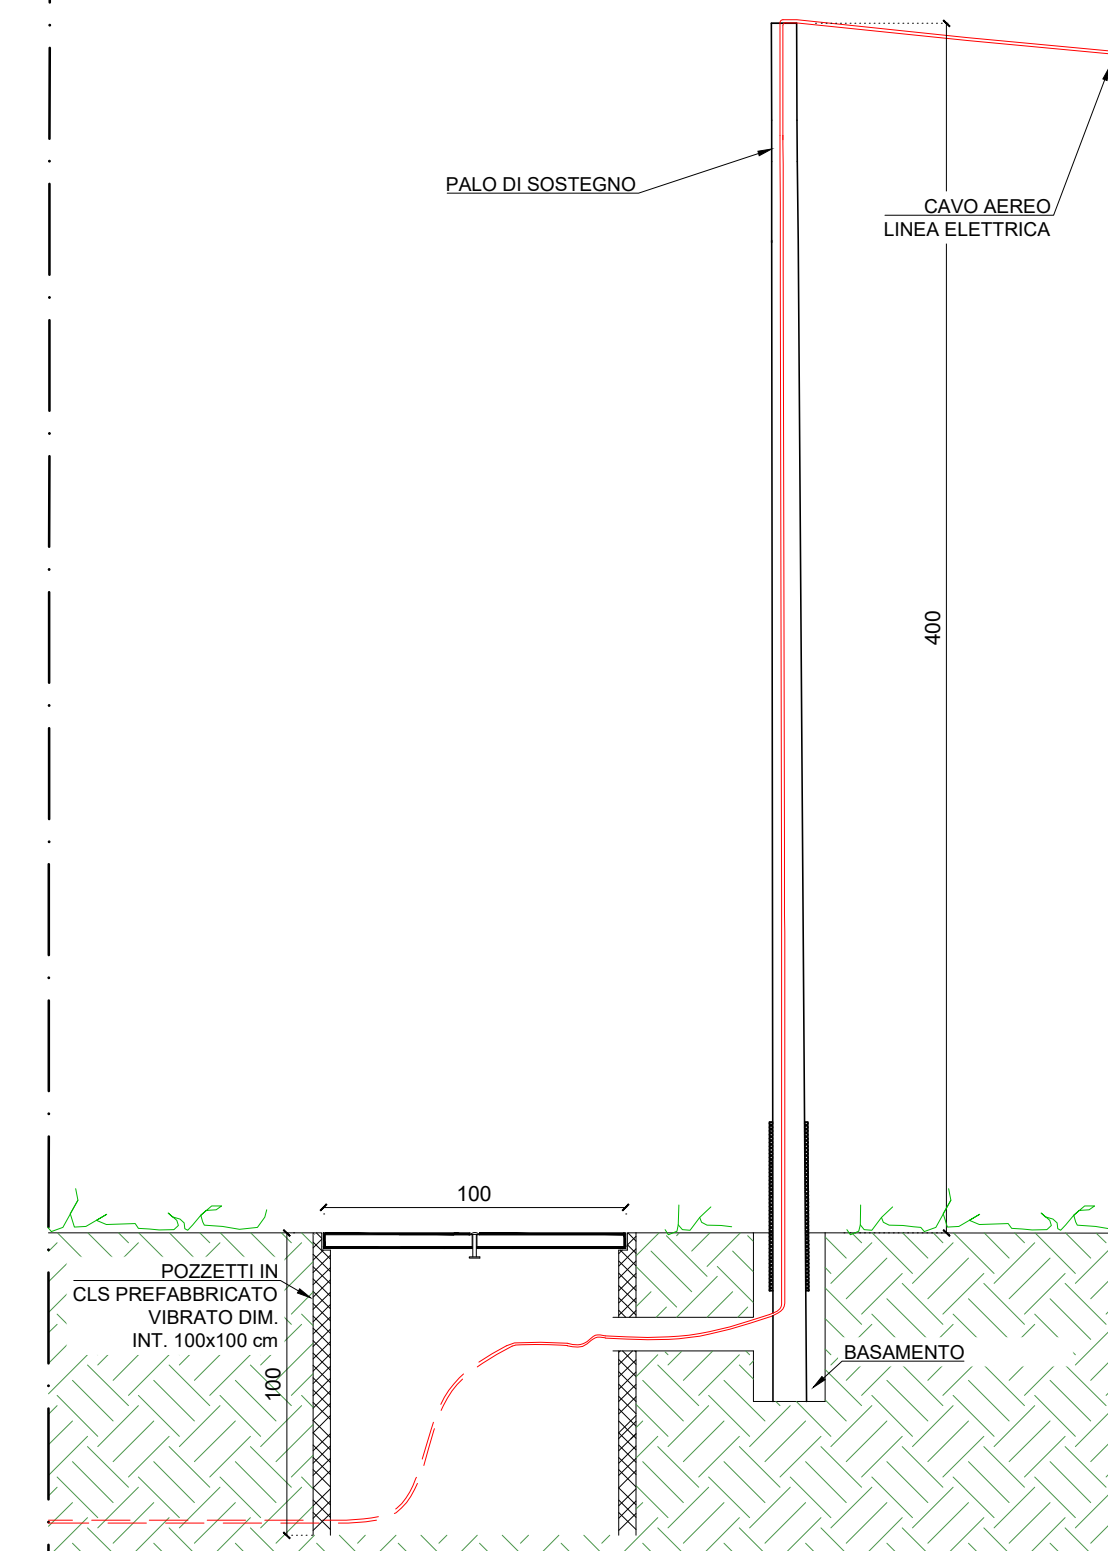 PALO DI SOSTEGNO
CAVO AEREO
LINEA ELETTRICA
400
100
POZZETTI IN
CLS PREFABBRICATO
VIBRATO DIM.
INT. 100x100 cm
100
BASAMENTO